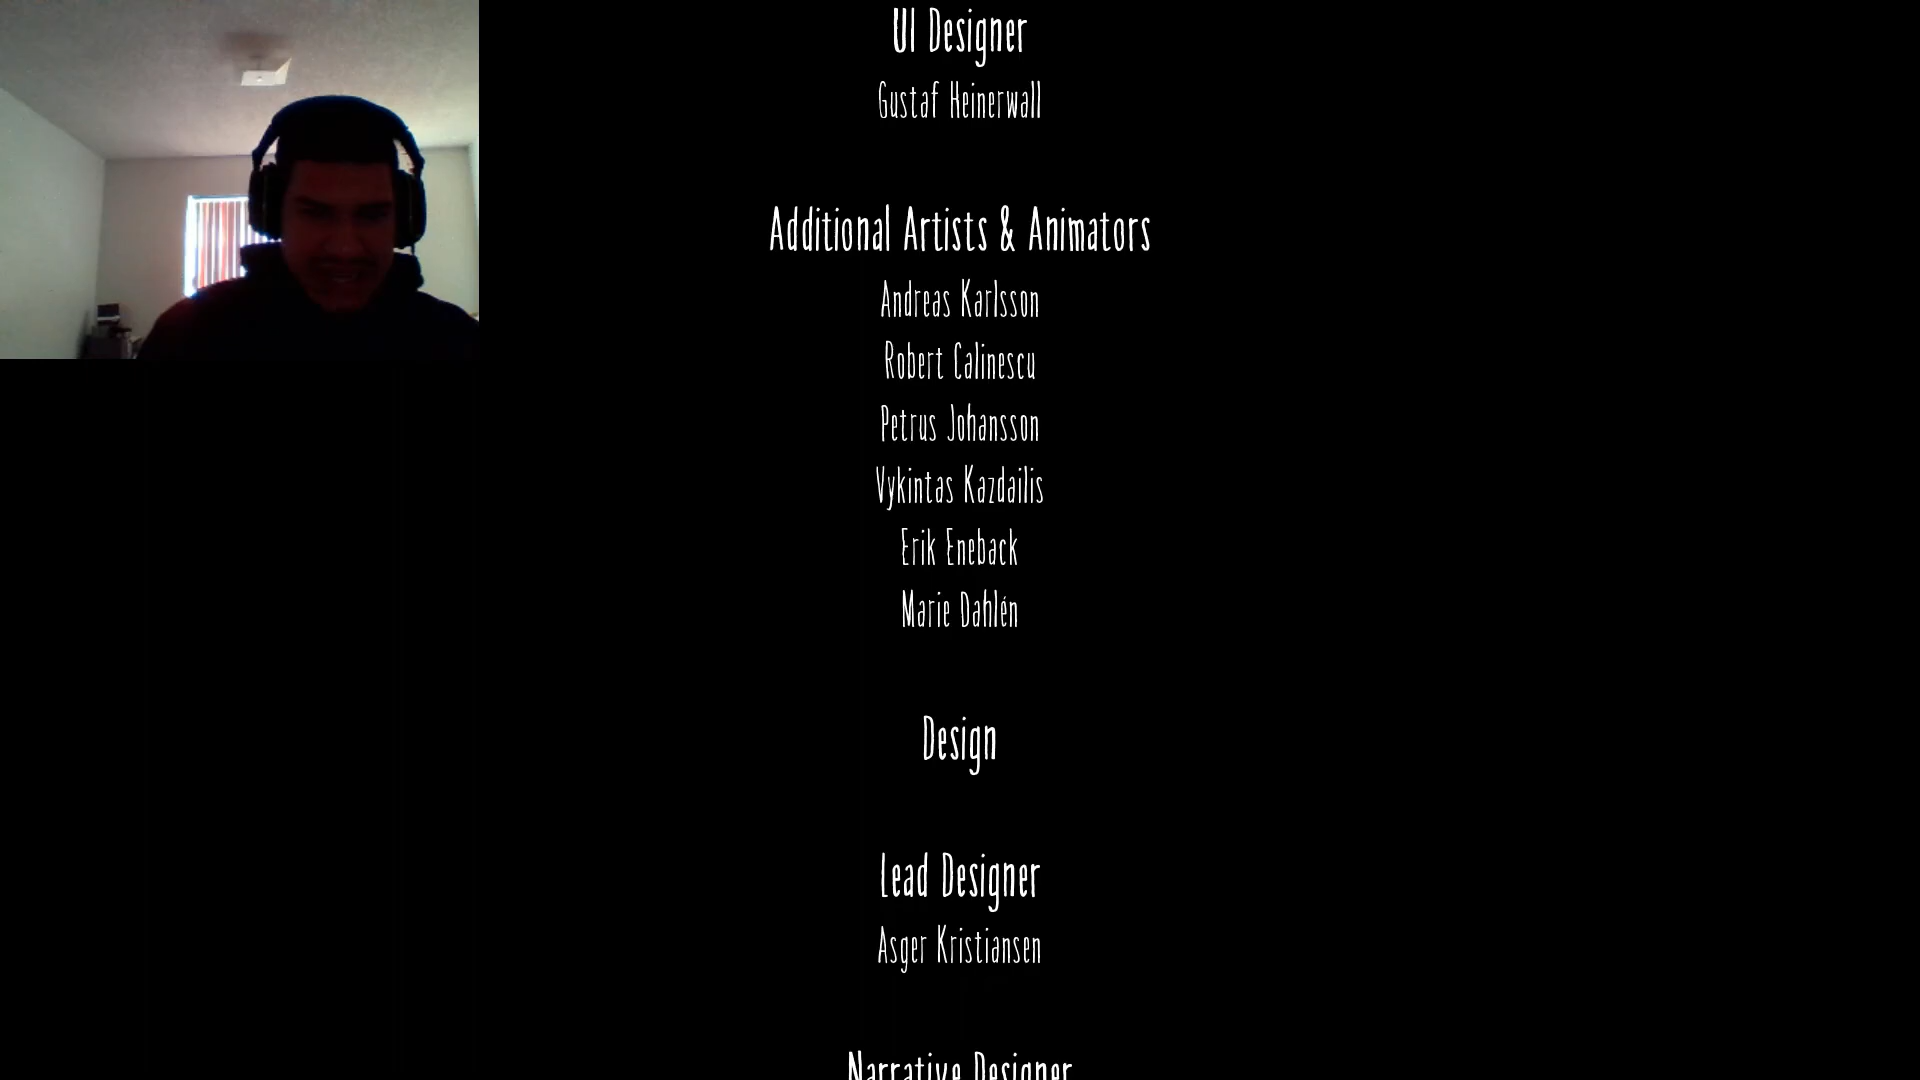 UI Designer
Gustaf Heinerwall
Additional Artists & Animators
Andreas Karlsson
Robert Calinescu
Petrus Johansson
Vykintas Kazdailis
Erik Eneback
Marie Dahlén
Design
Lead Designer
Asger Kristiansen
Narrative Designer